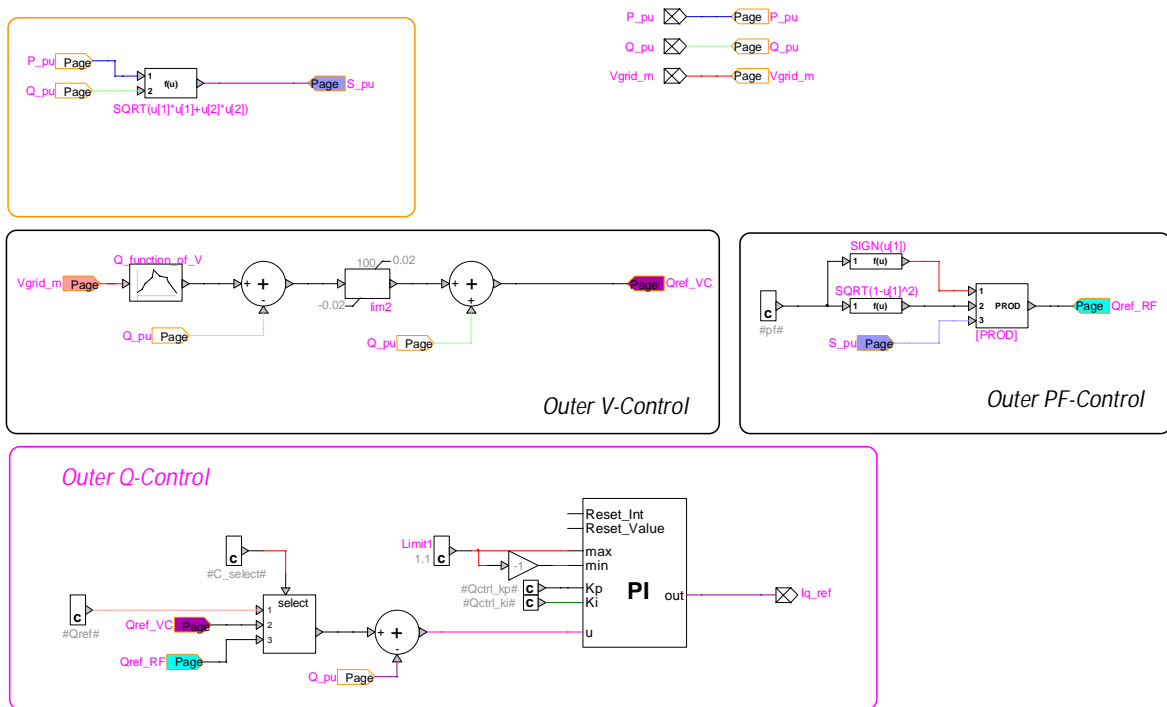 P_pu Page P_pu
Q_pu Page Q_pu
Vgrid_m Page Vgrid_m
P_pu Page
Q_pu Page
1
2
f(u)
Page S_pu
SQRT(u[1]*u[1]+u[2]*u[2])
Q_function_of_V
Vgrid_m Page
+
+
-
Q_pu Page
100
0.02
-0.02
lim2
+
+
+
Q_pu Page
Page Qref_VC
Outer V-Control
SIGN(u[1])
1 f(u)
SQRT(1-u[1]^2)
1 f(u)
c
#pf#
S_pu Page
1
2
3
PROD
[PROD]
Page Qref_RF
Outer PF-Control
Outer Q-Control
c
#C_select#
c
#Qref#
Qref_VC Page
Qref_RF Page
select
1
2
3
+
+
-
Q_pu Page
Limit1
1.1
c
-1
#Qctrl_kp# c
#Qctrl_ki# c
Reset_Int
Reset_Value
max
min
Kp
Ki
u
PI
out
Iq_ref